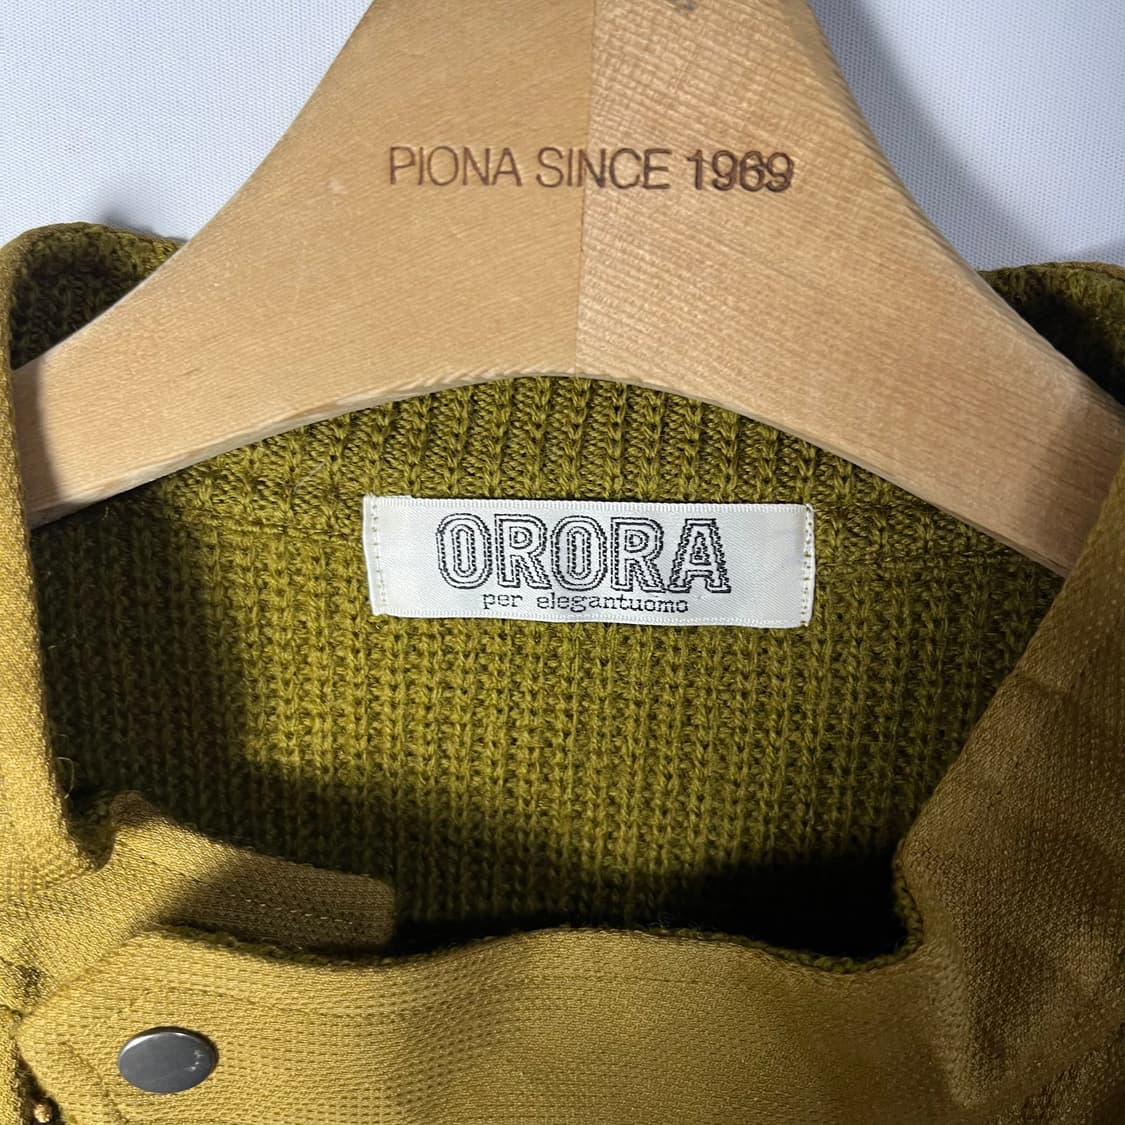 PIONA SINCE 1969
ORORA
per elegantuomo